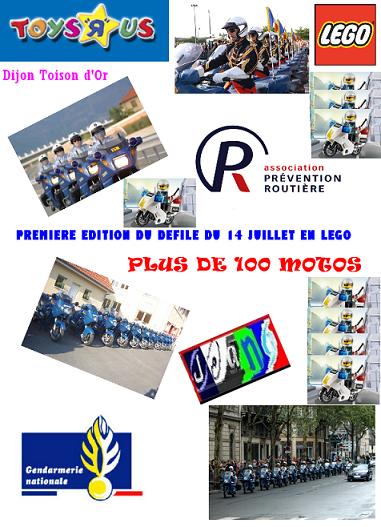 TOYS R US
LEGO
Dijon Toison d'Or
association
PRÉVENTION
ROUTIÈRE
PREMIERE EDITION DU DEFILE DU 14 JUILLET EN LEGO
PLUS DE 100 MOTOS
Gendarmerie
nationale